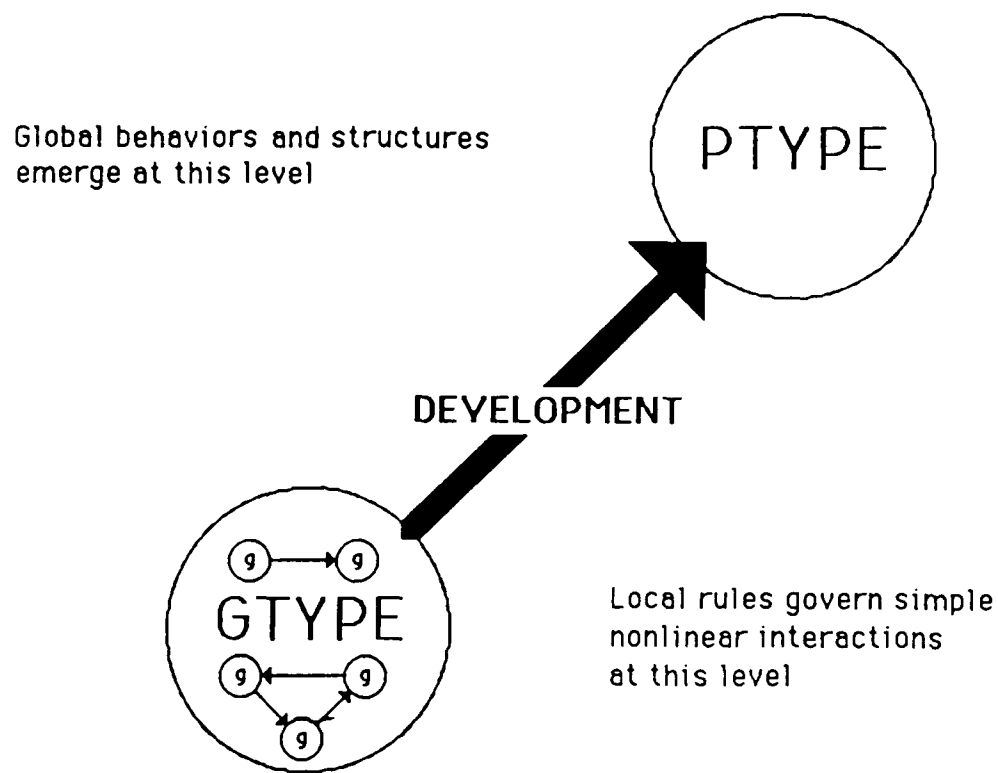 PTYPE
Global behaviors and structures
emerge at this level
DEVELOPMENT
g g
GTYPE
g g
g
Local rules govern simple
nonlinear interactions
at this level